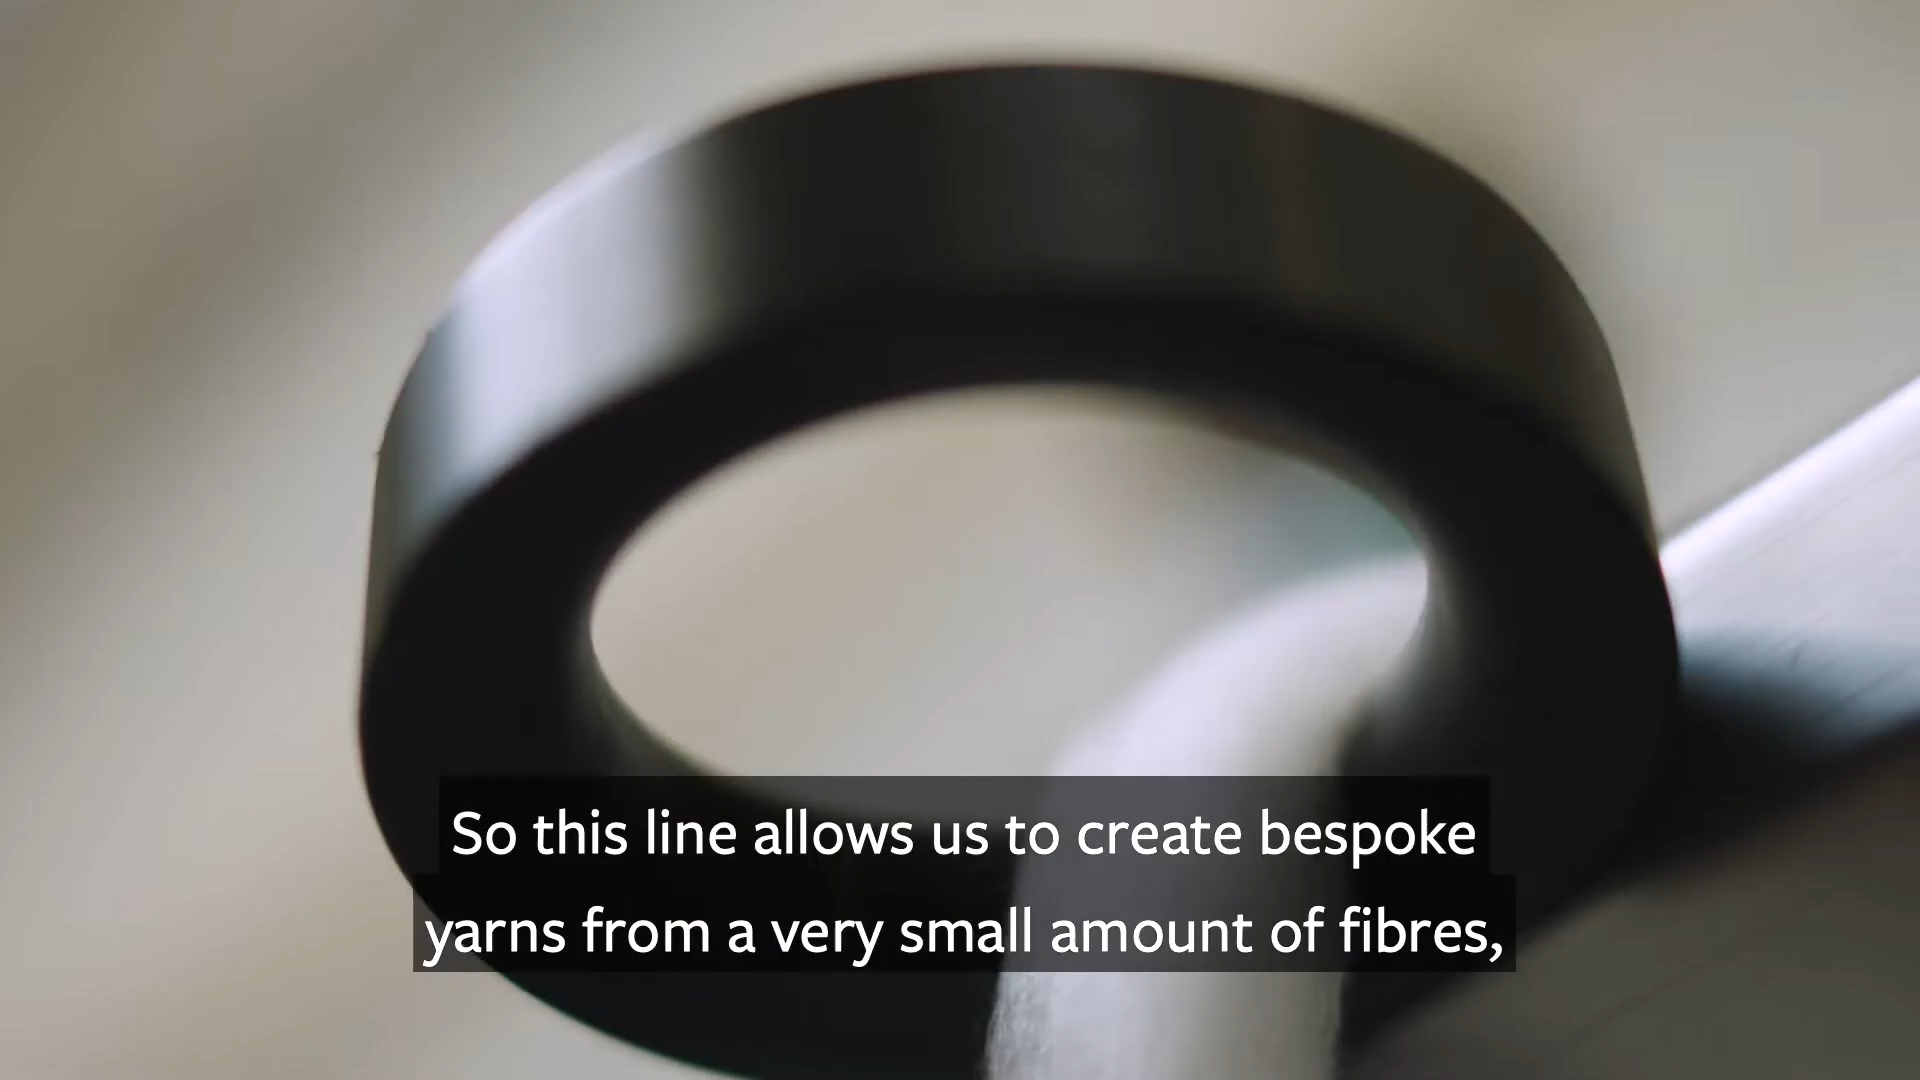 So this line allows us to create bespoke
yarns from a very small amount of fibres,